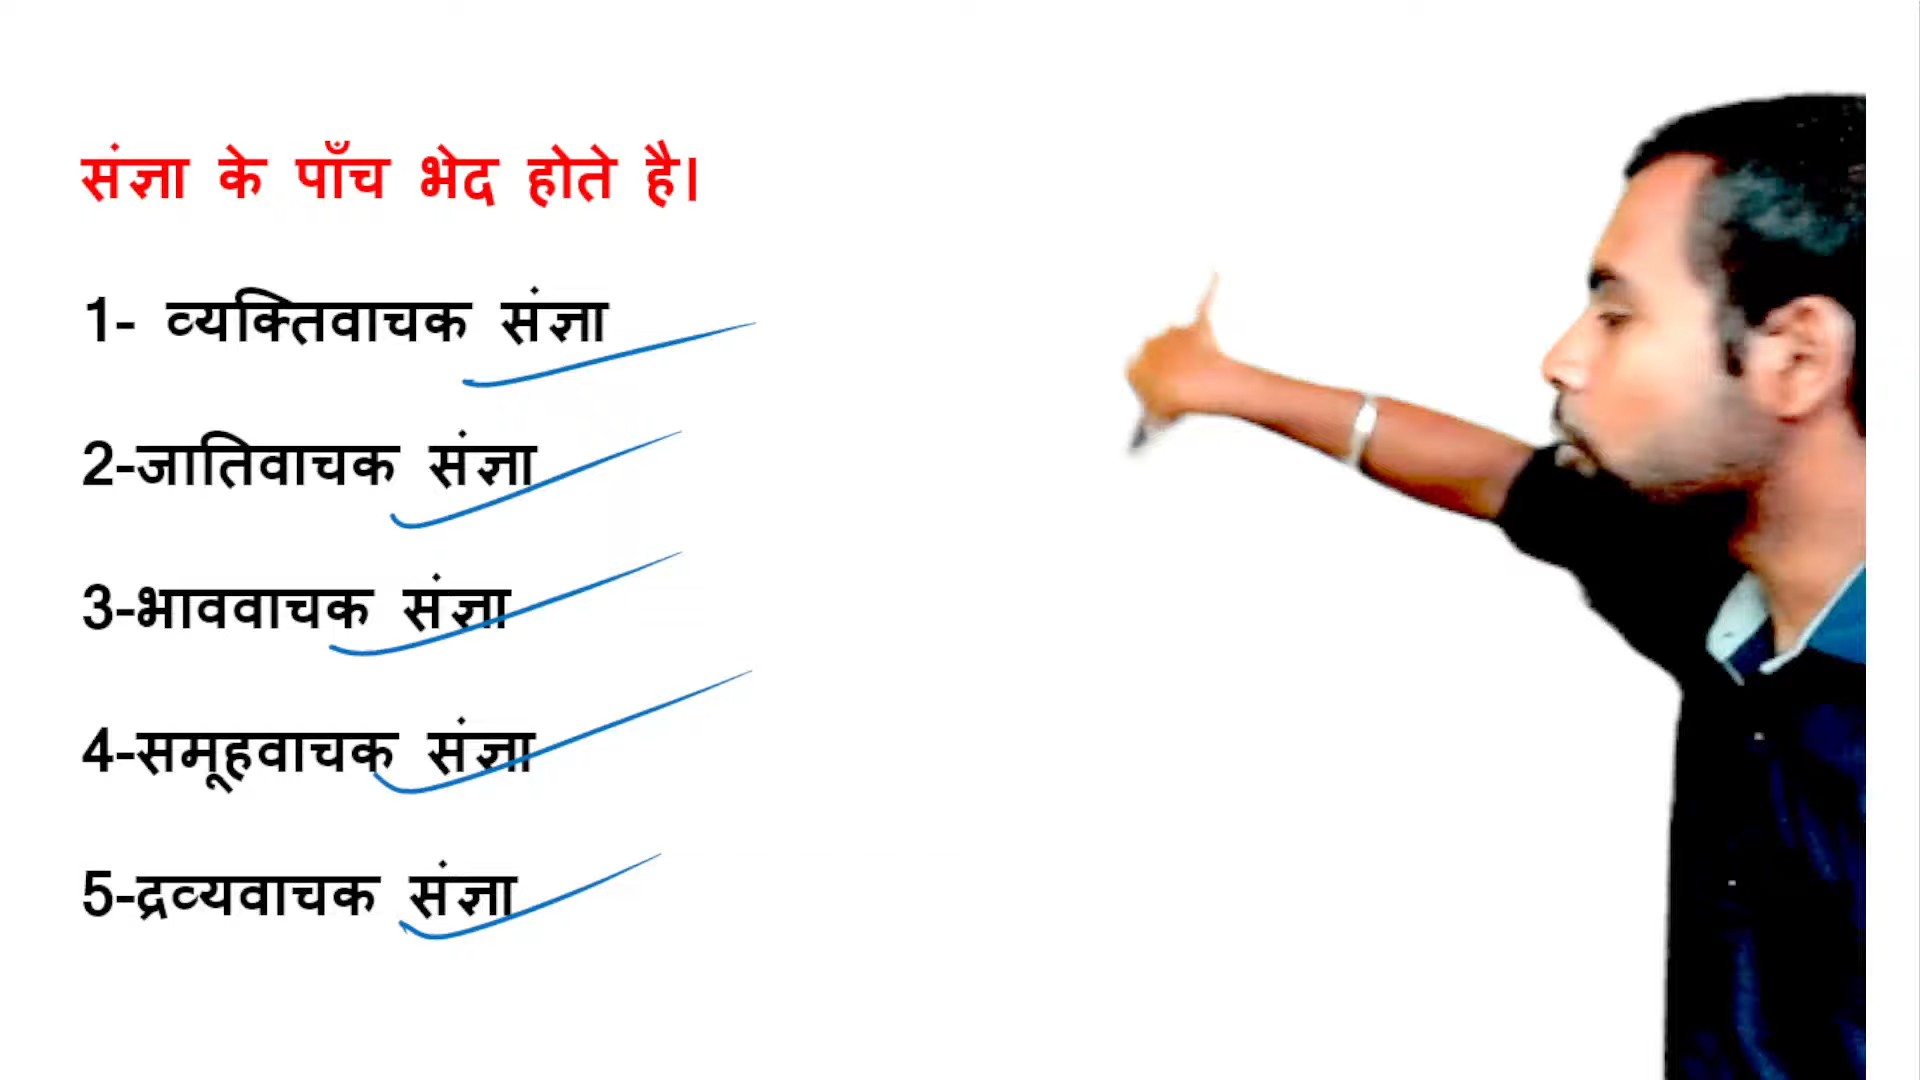 संज्ञा के पाँच भेद होते है।
1- व्यक्तिवाचक संज्ञा
2-जातिवाचक संज्ञा
3-भाववाचक संज्ञा
4-समूहवाचक संज्ञा
5-द्रव्यवाचक संज्ञा